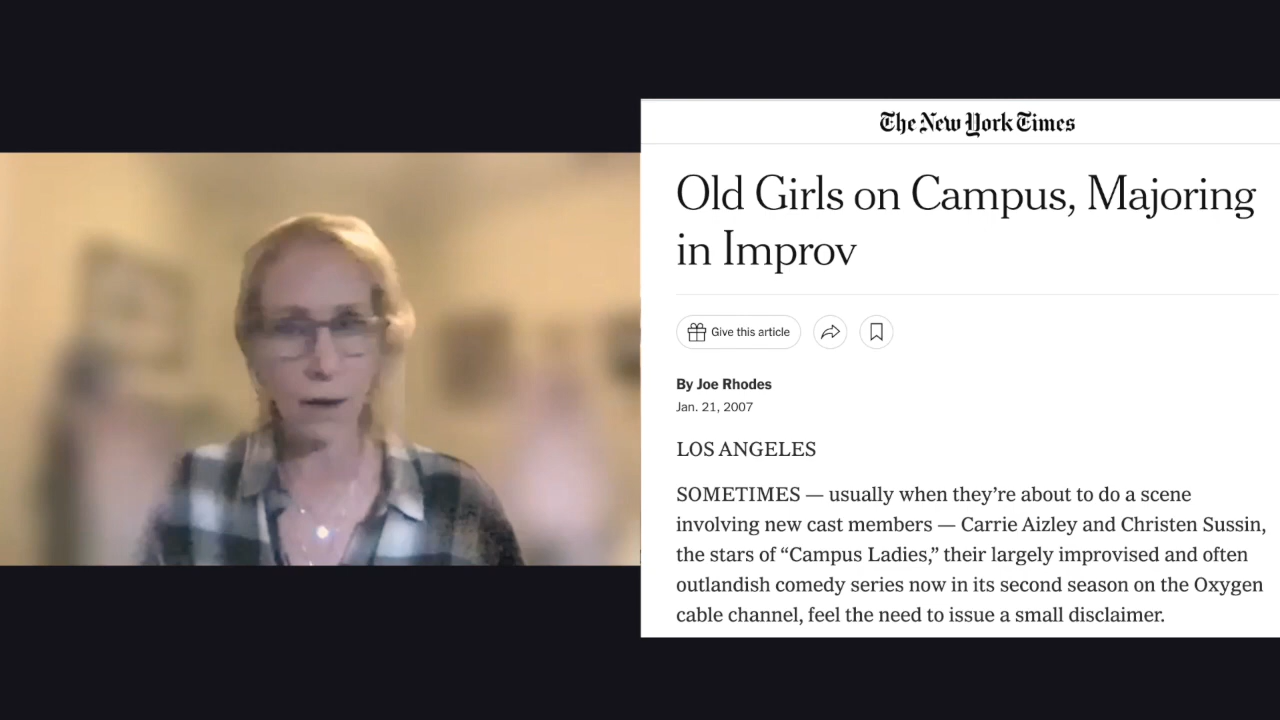 The New York Times
Old Girls on Campus, Majoring
in Improv
Give this article
By Joe Rhodes
Jan. 21, 2007
LOS ANGELES
SOMETIMES — usually when they’re about to do a scene
involving new cast members — Carrie Aizley and Christen Sussin,
the stars of “Campus Ladies,” their largely improvised and often
outlandish comedy series now in its second season on the Oxygen
cable channel, feel the need to issue a small disclaimer.